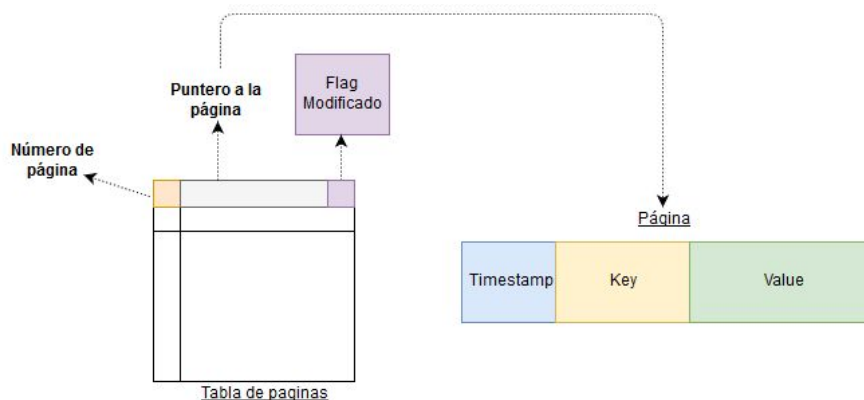 Puntero a la
página
Flag
Modificado
Número de
página
Página
Timestamp
Key
Value
Tabla de paginas